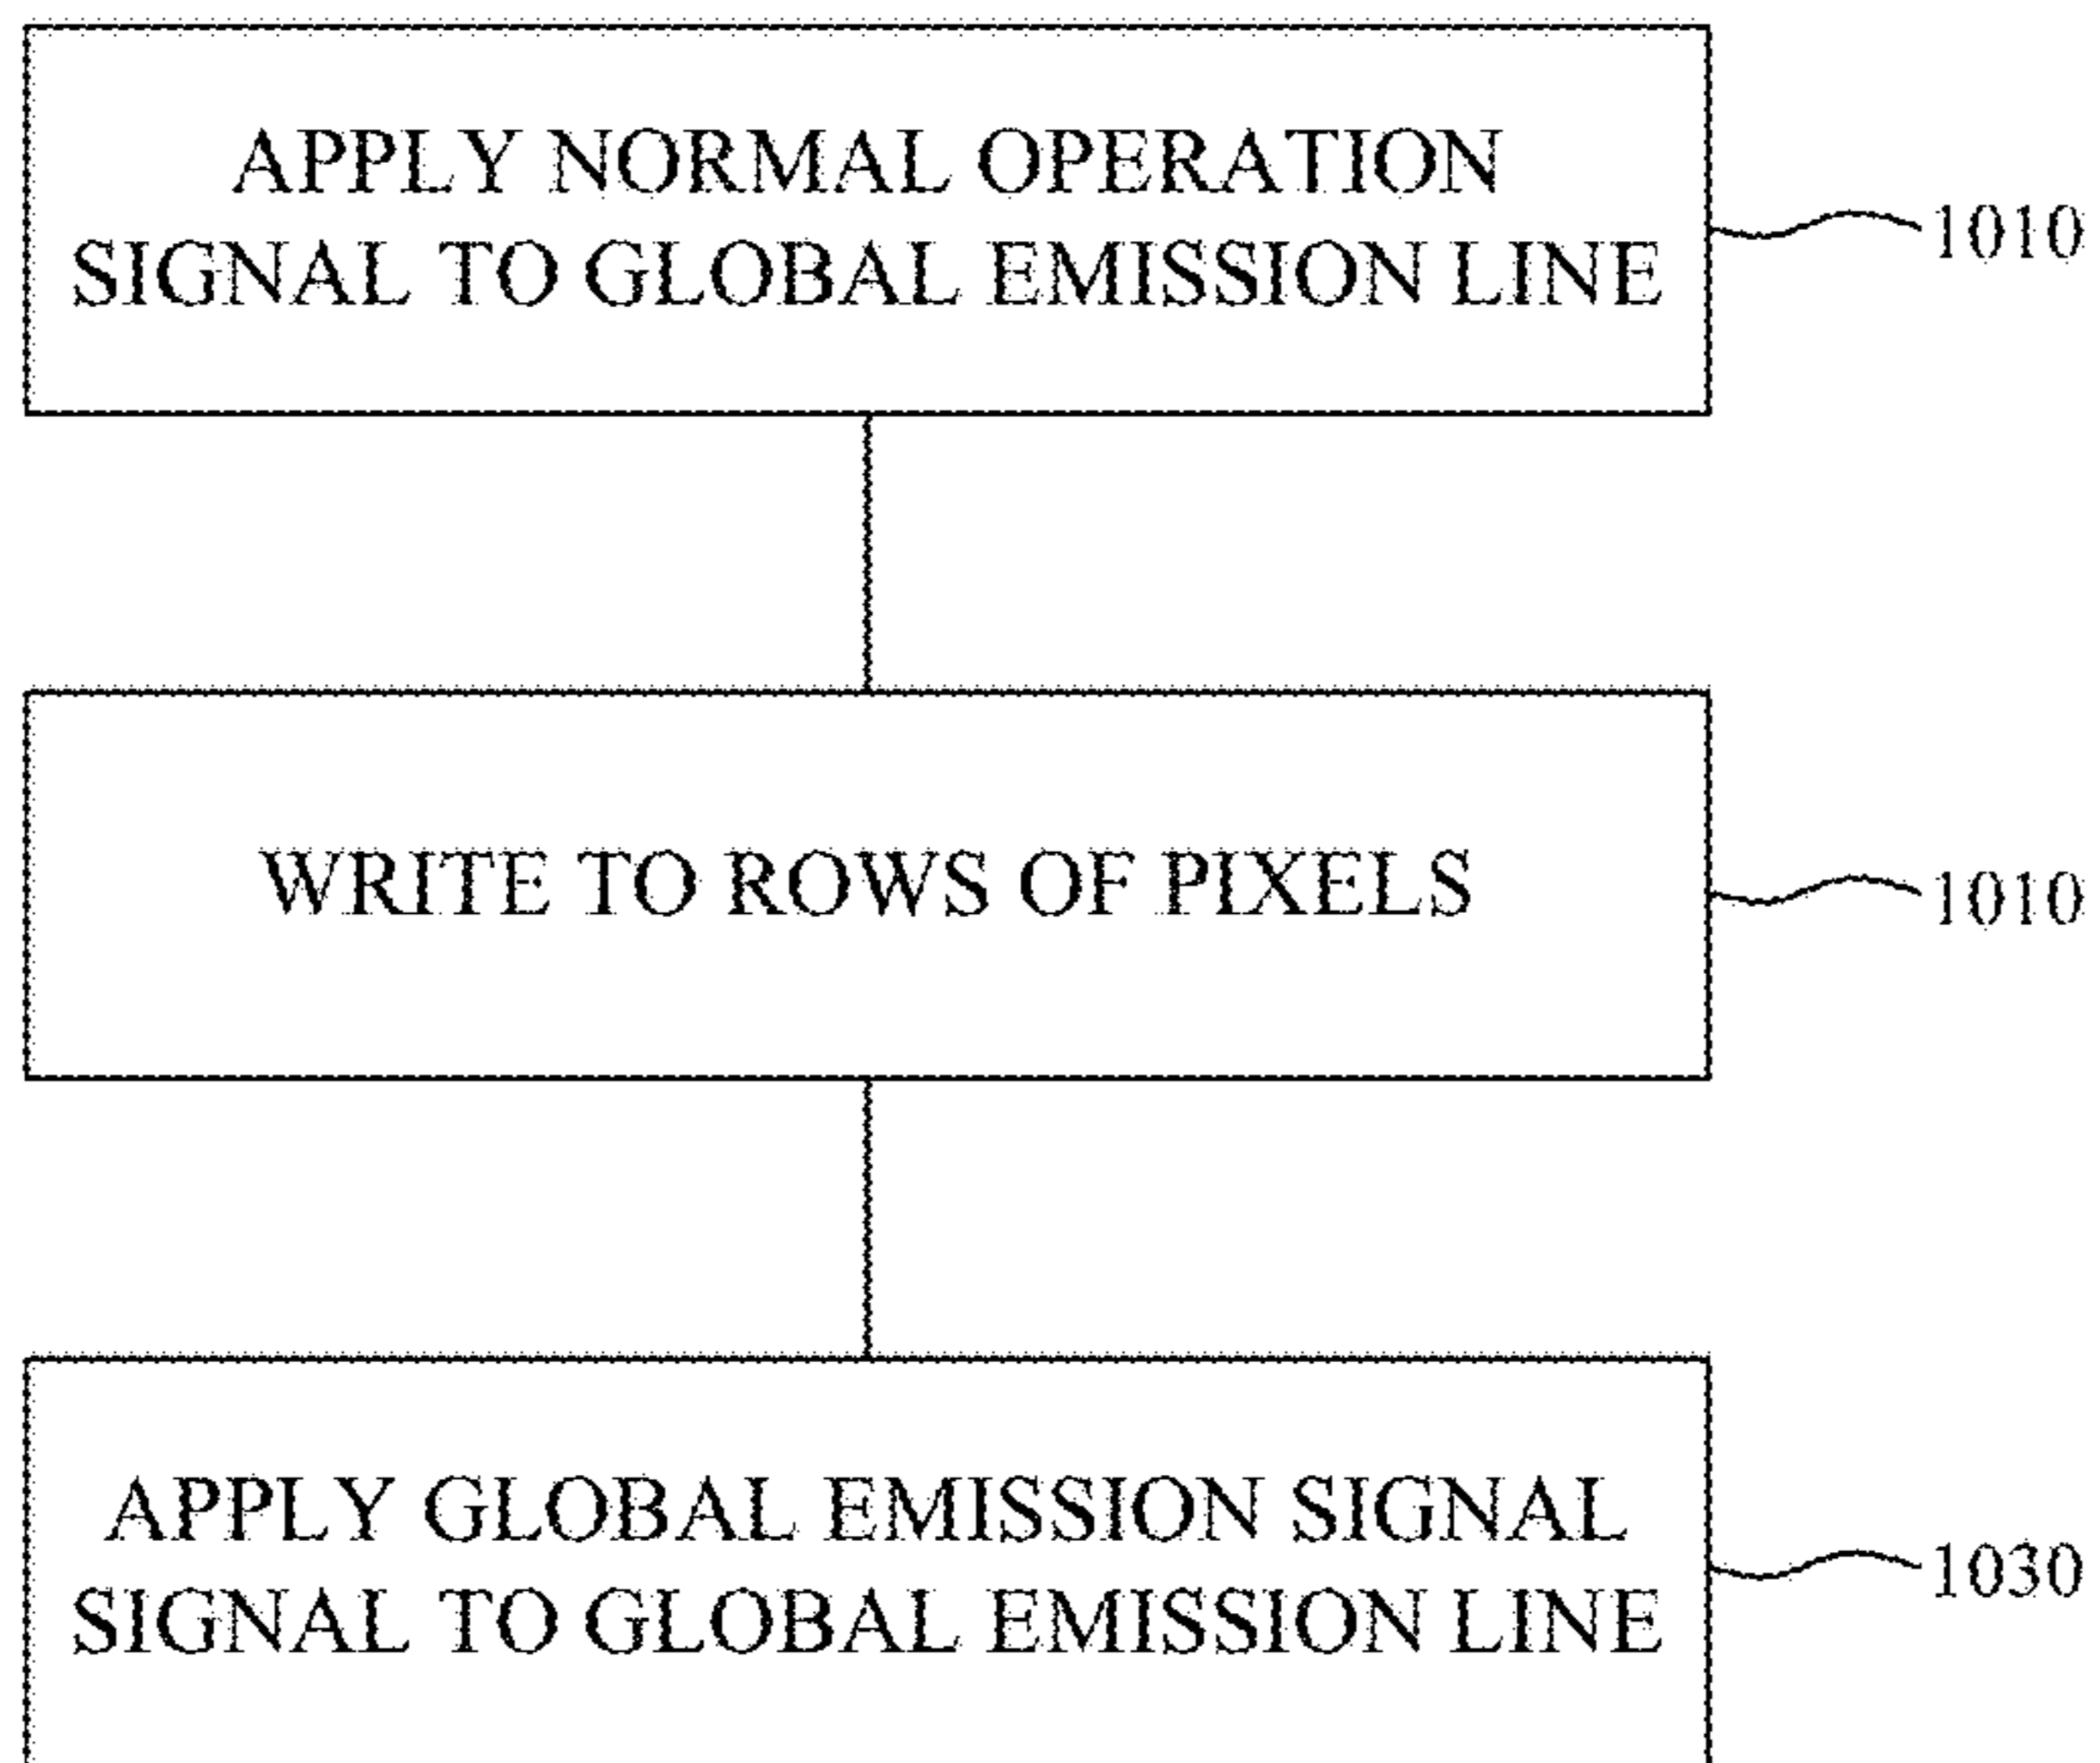 APPLY NORMAL OPERATION
SIGNAL TO GLOBAL EMISSION LINE
1010
WRITE TO ROWS OF PIXELS
1010
APPLY GLOBAL EMISSION SIGNAL
SIGNAL TO GLOBAL EMISSION LINE
1030